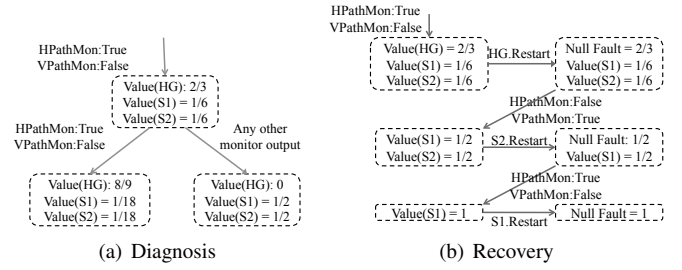 HPathMon:True
VPathMon:False
Value(HG): 2/3
Value(S1) = 1/6
Value(S2) = 1/6
HPathMon:True
VPathMon:False
Any other
monitor output
Value(HG): 8/9
Value(S1) = 1/18
Value(S2) = 1/18
Value(HG): 0
Value(S1) = 1/2
Value(S2) = 1/2
(a) Diagnosis
HPathMon:True
VPathMon:False
Value(HG) = 2/3
Value(S1) = 1/6
Value(S2) = 1/6
HG.Restart
Null Fault = 2/3
Value(S1) = 1/6
Value(S2) = 1/6
HPathMon:False
VPathMon:True
Value(S1) = 1/2
Value(S2) = 1/2
S2.Restart
Null Fault: 1/2
Value(S1) = 1/2
HPathMon:True
VPathMon:False
Value(S1) = 1
S1.Restart
Null Fault = 1
(b) Recovery